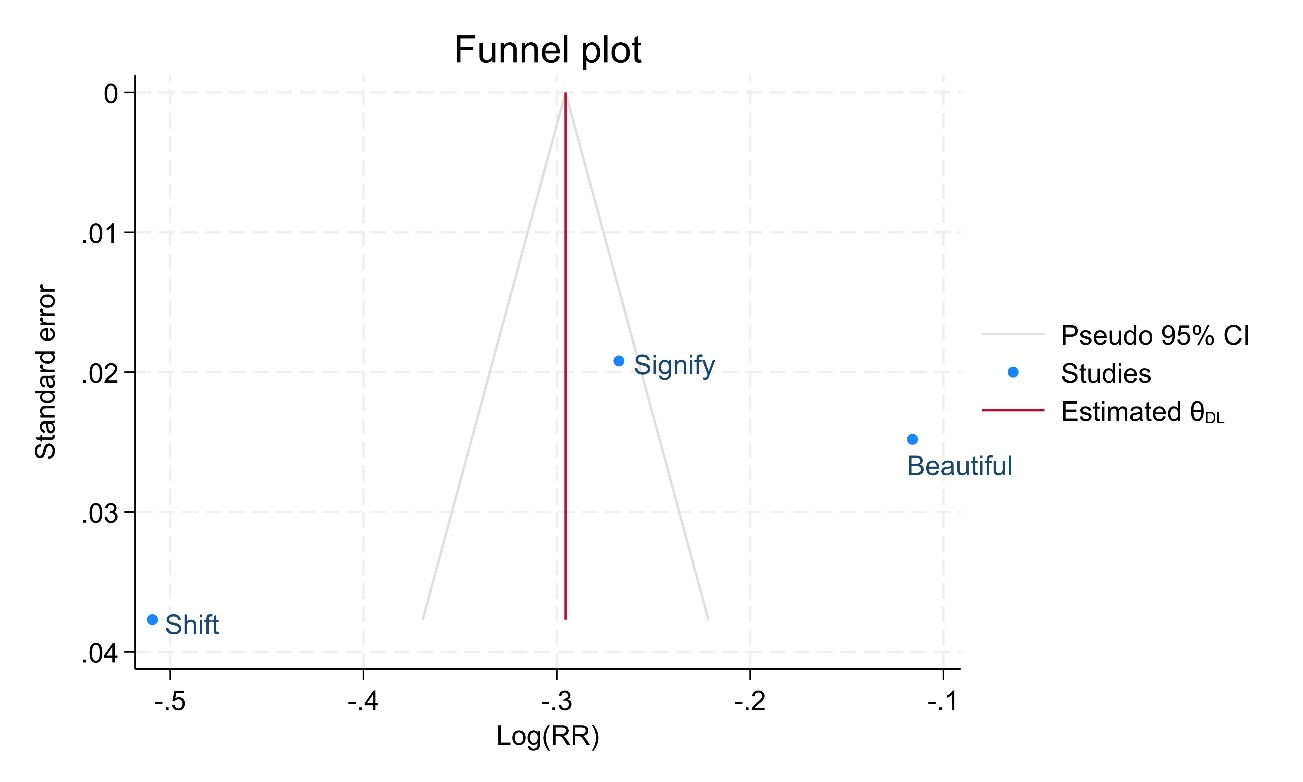 Funnel plot
0
.01
.02
.03
.04
Standard error
Signify
Beautiful
Shift
-.5
-.4
-.3
-.2
-.1
Log(RR)
Pseudo 95% CI
Studies
Estimated θDL